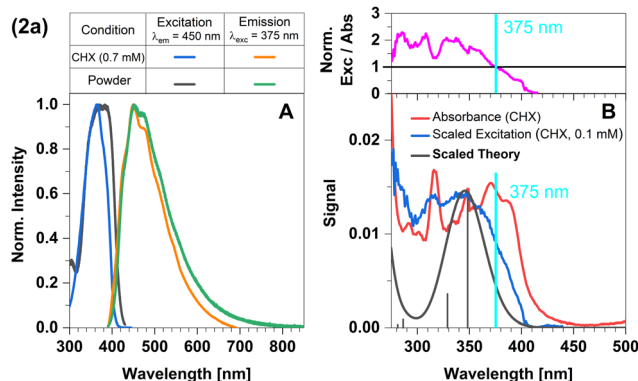 (2a)
Condition Excitation Emission
λem = 450 nm λexc = 375 nm
CHX (0.7 mM)
Powder
A
1.0
0.8
0.6
0.4
0.2
0.0
Norm. Intensity
300 400 500 600 700 800
Wavelength [nm]
Norm.
Exc / Abs
3
2
1
0
375 nm
B
Absorbance (CHX)
Scaled Excitation (CHX, 0.1 mM)
Scaled Theory
375 nm
0.02
0.01
0.00
Signal
300 350 400 450 500
Wavelength [nm]